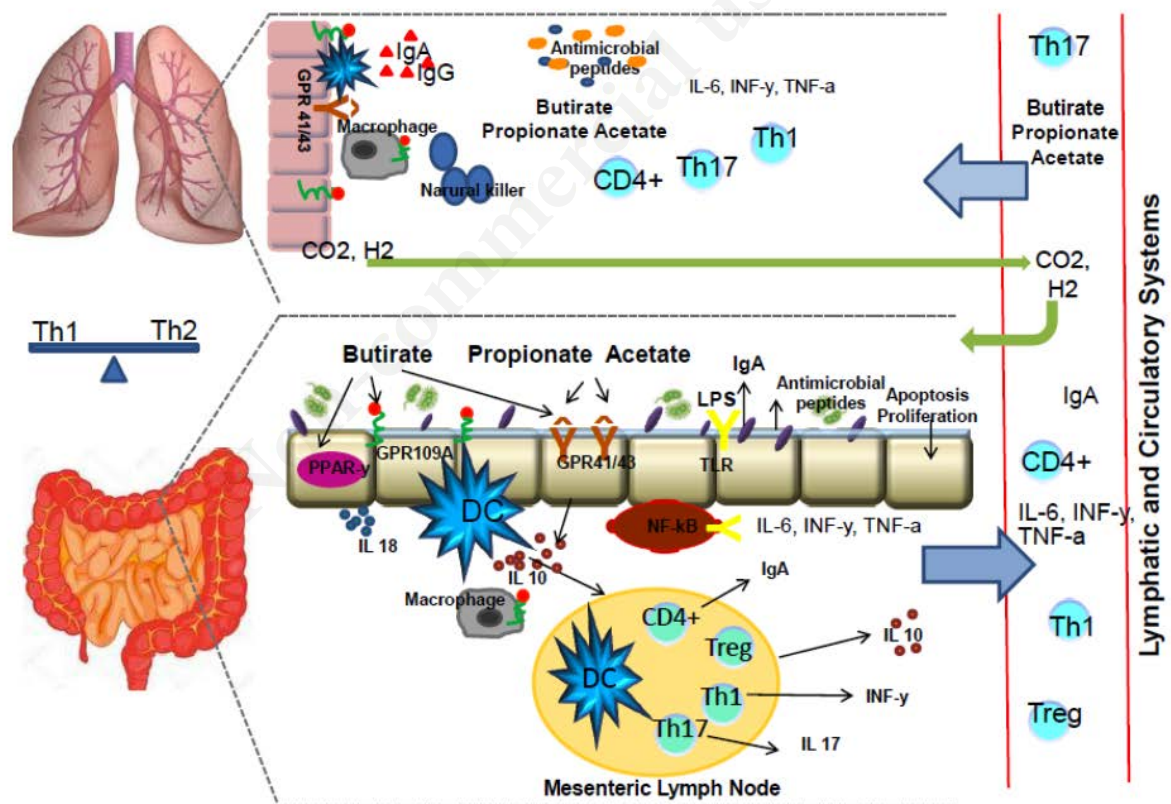 IgA
IgG
GPR 41/43
Macrophage
Narural killer
Antimicrobial
peptides
IL-6, INF-y, TNF-a
Butirate
Propionate Acetate
CD4+
Th17
Th1
CO2, H2
Th17
Butirate
Propionate
Acetate
CO2,
H2
IgA
CD4+
IL-6, INF-y,
TNF-a
Th1
Treg
Lymphatic and Circulatory Systems
Th1
Th2
Butirate
Propionate
Acetate
IgA
LPS
Antimicrobial
peptides
Apoptosis
Proliferation
PPAR-y
GPR109A
GPR41/43
TLR
DC
IL 18
IL 10
NF-kB
IL-6, INF-y, TNF-a
Macrophage
IgA
CD4+
Treg
IL 10
DC
Th1
INF-y
Th17
IL 17
Mesenteric Lymph Node